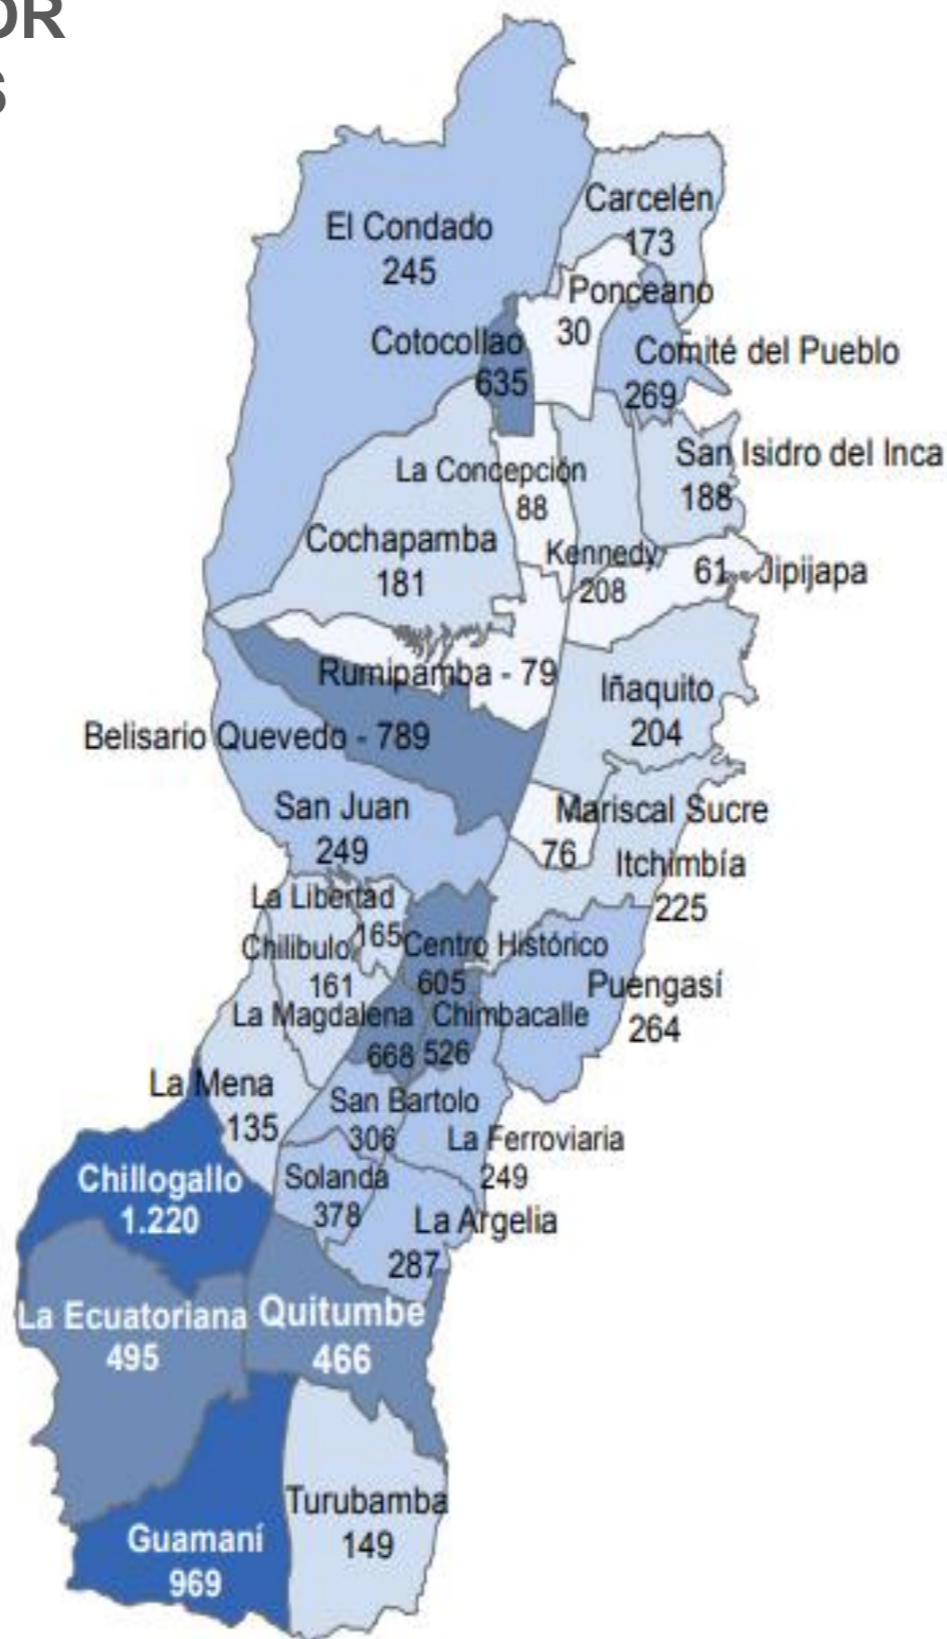 OR
S
Carcelén
173
El Condado
245
Ponceano
30
Cotocollao
635
Comité del Pueblo
269
San Isidro del Inca
188
La Concepción
88
Cochapamba
181
Kennedy
208
61 Jipijapa
Rumipamba - 79
Iñaquito
204
Belisario Quevedo - 789
San Juan
249
Mariscal Sucre
76
Itchimbía
225
La Libertad
165
Chilibulo
161
Centro Histórico
605
Puengasí
264
La Magdalena
668
Chimbacalle
526
La Mena
135
San Bartolo
306
La Ferroviaria
249
Chillogallo
1.220
Solanda
378
La Argelia
287
La Ecuatoriana
495
Quitumbe
466
Turubamba
149
Guamaní
969